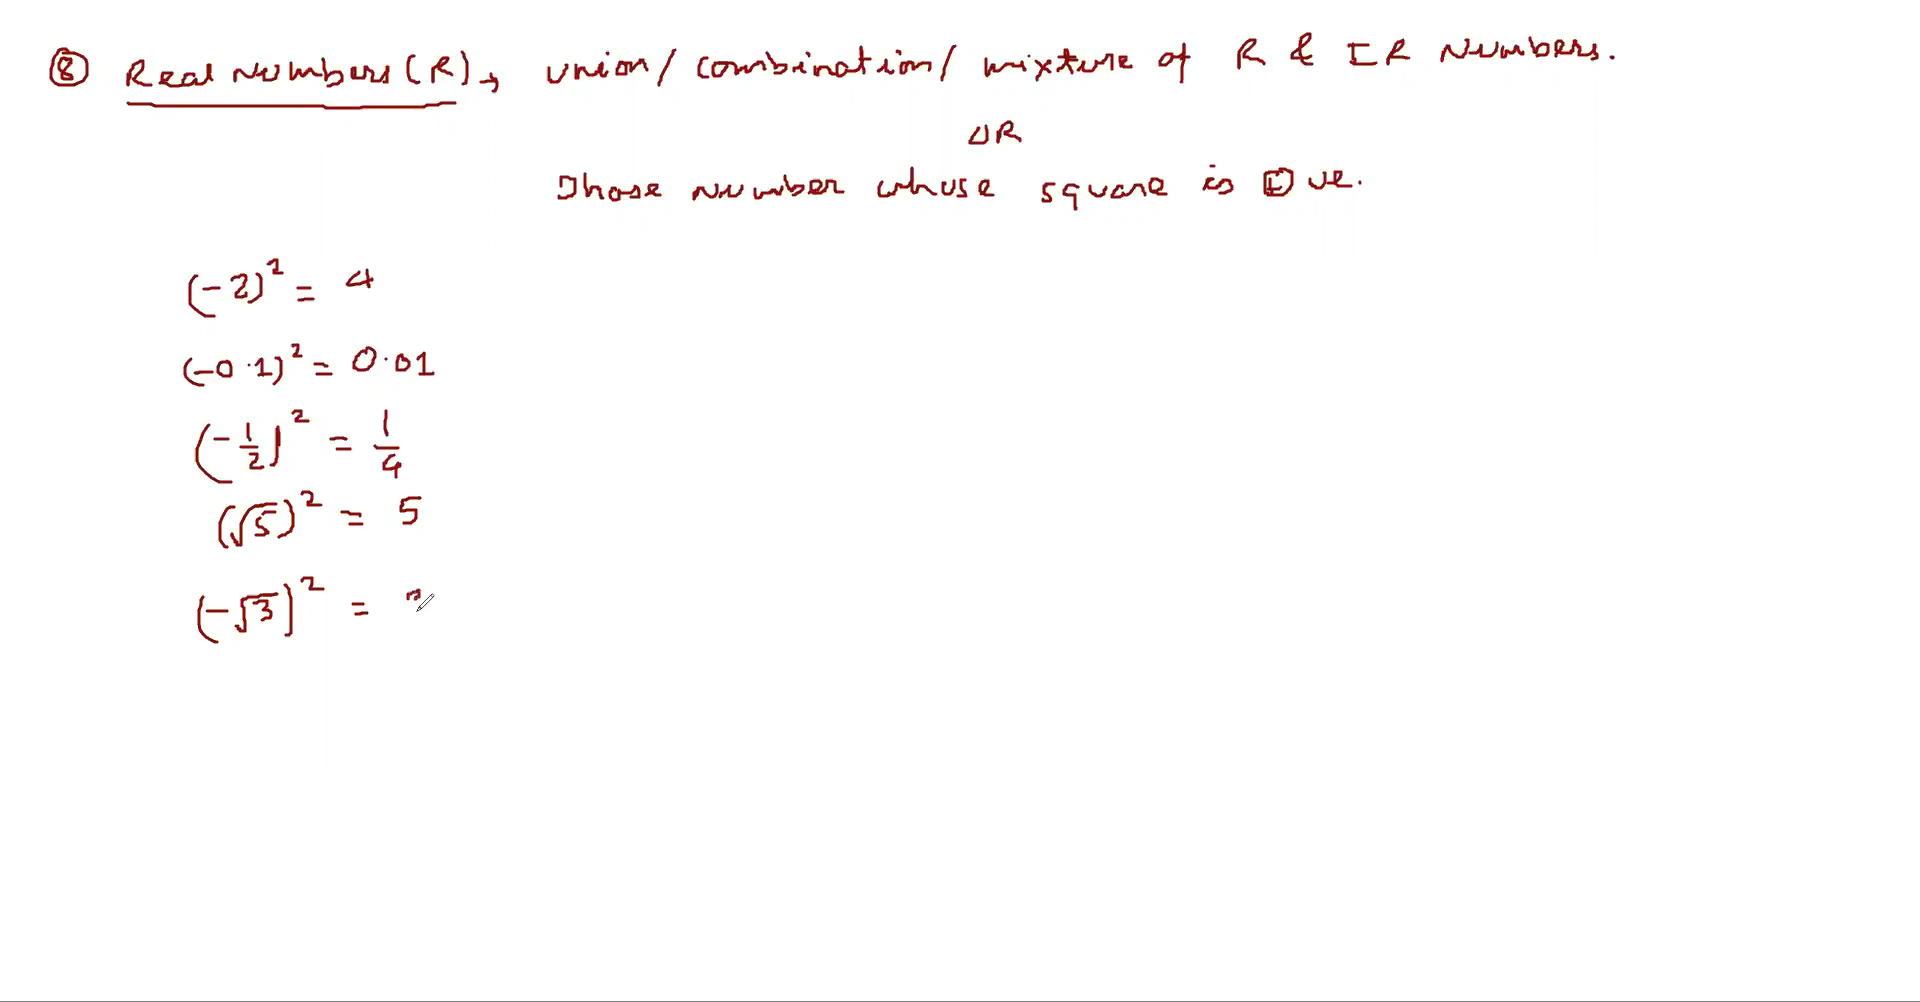 ⑧ Real Numbers (R) → union / combination / mixture of R & IR Numbers.
OR
Those number whose square is ⊕ ve.
(-2)² = 4
(-0.1)² = 0.01
(-1/2)² = 1/4
(√5)² = 5
(-√3)² =